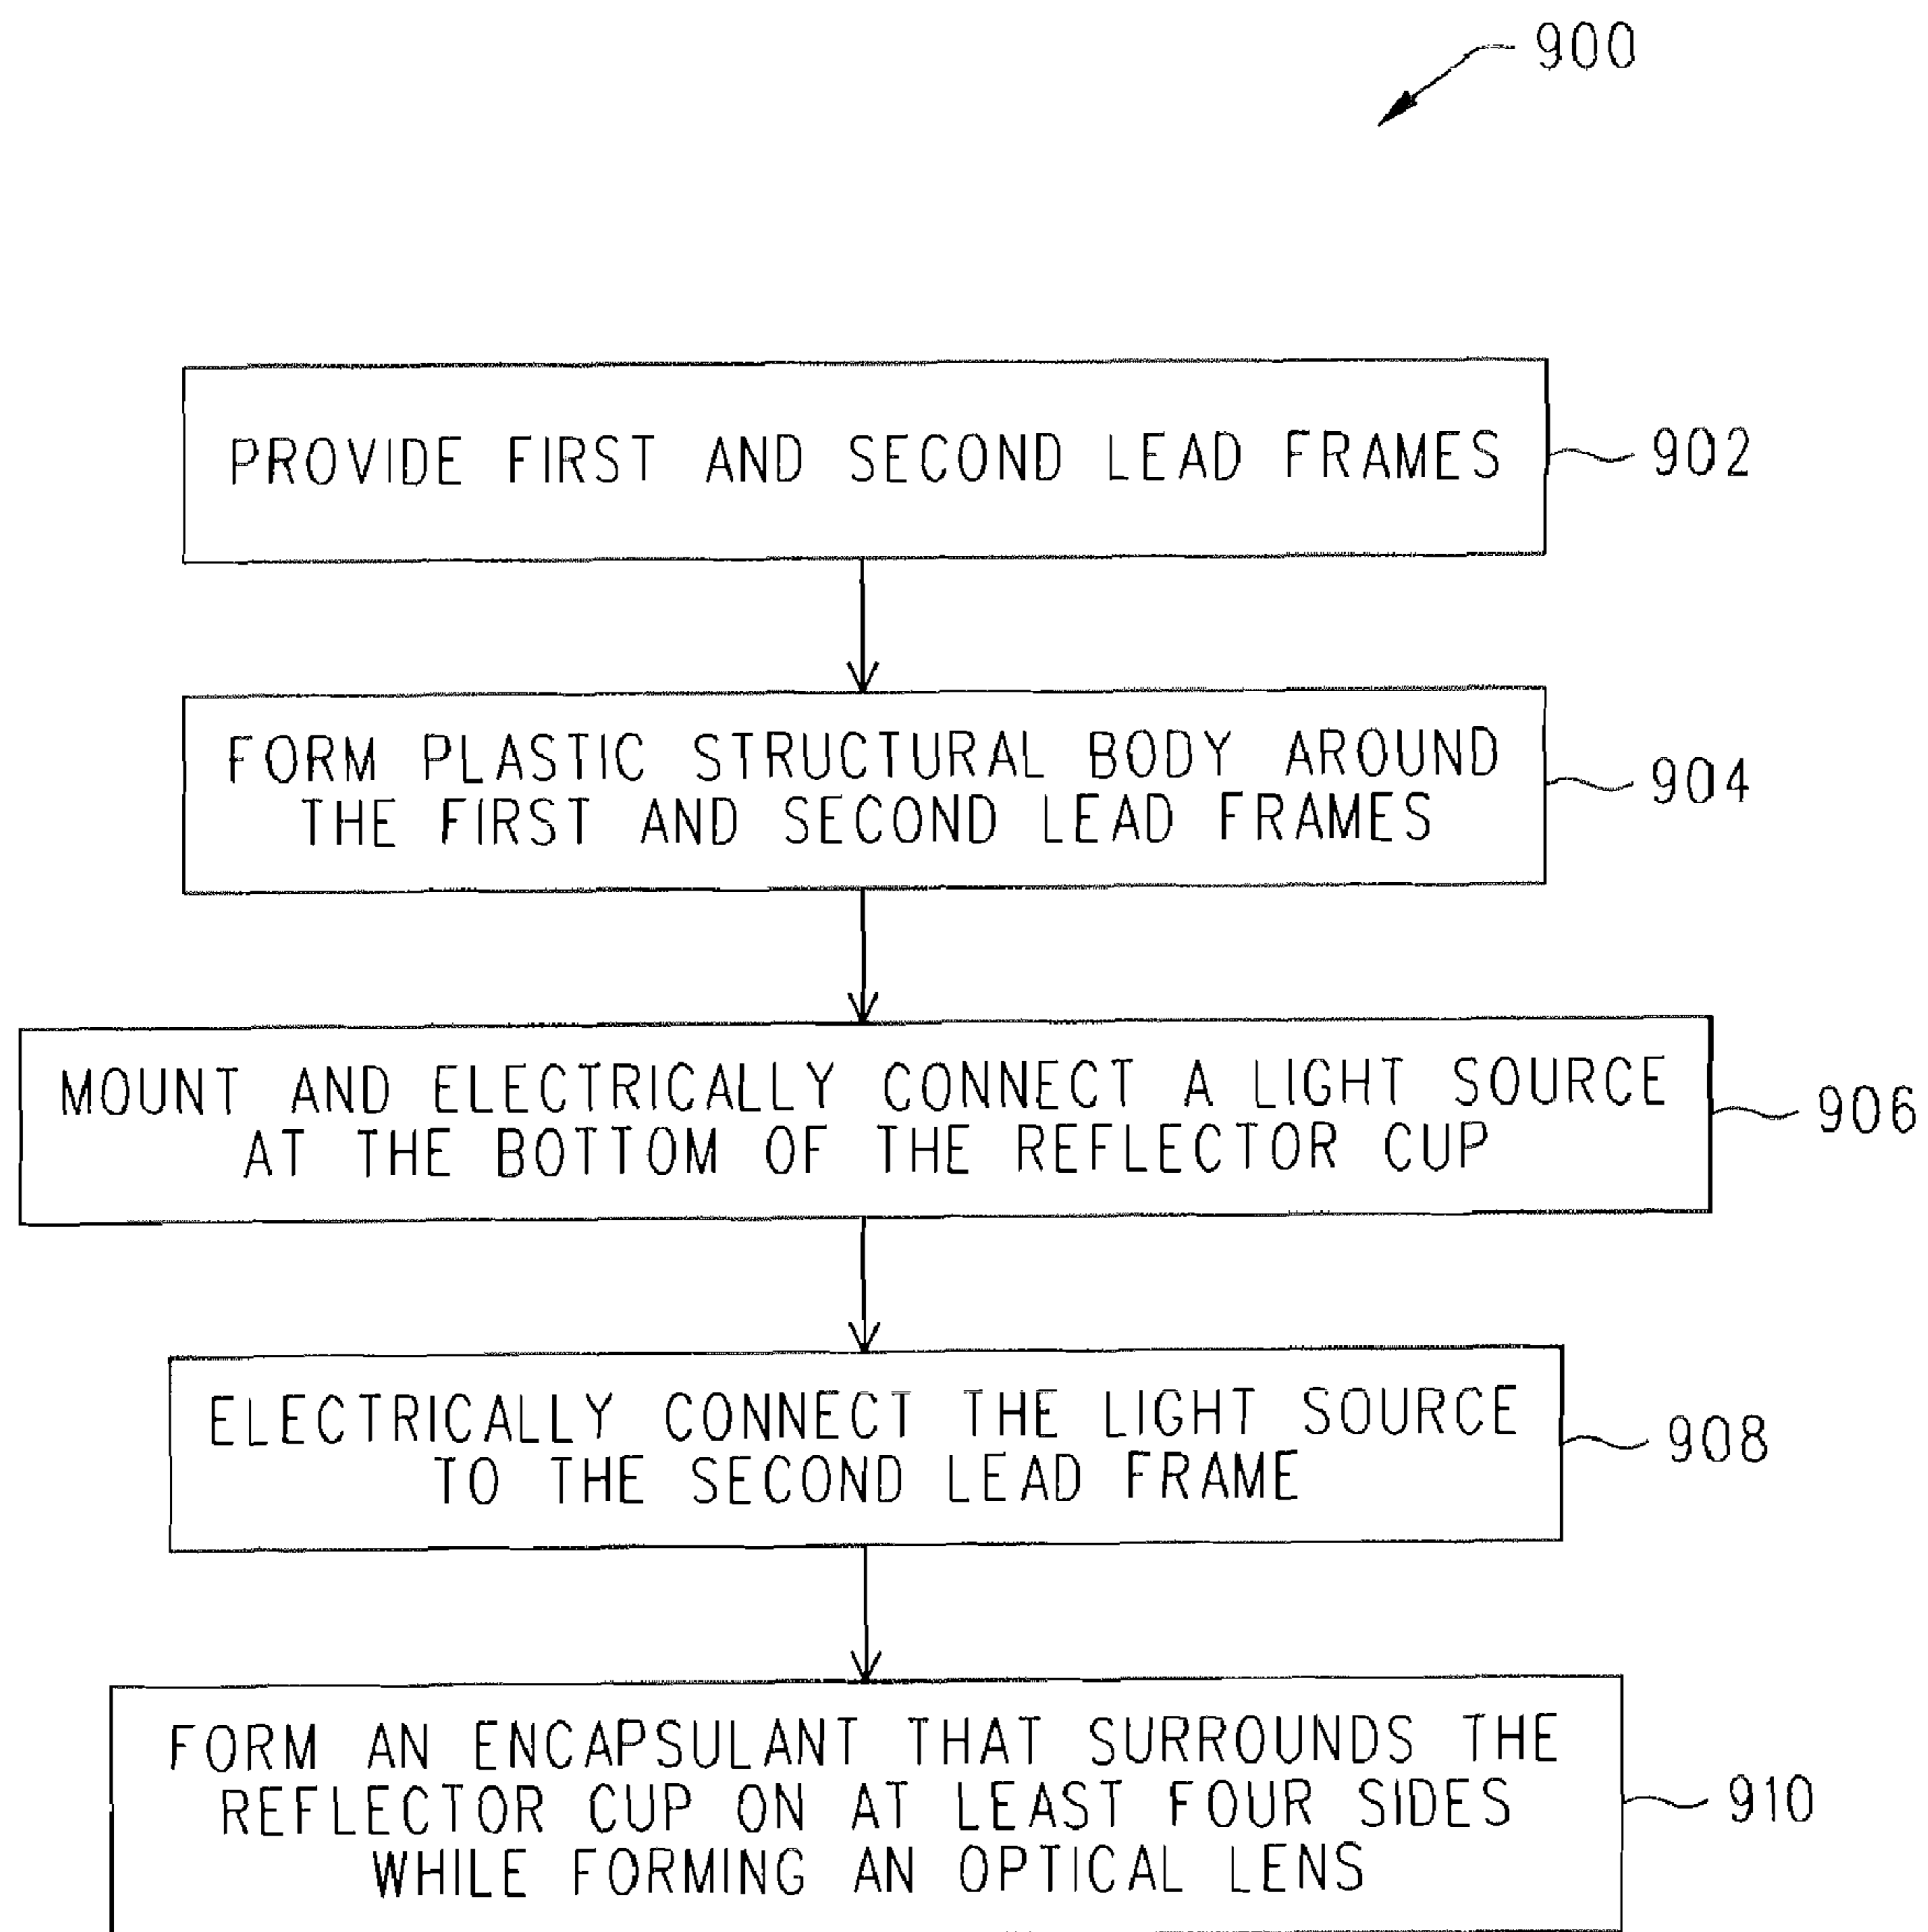 900
PROVIDE FIRST AND SECOND LEAD FRAMES
902
FORM PLASTIC STRUCTURAL BODY AROUND
THE FIRST AND SECOND LEAD FRAMES
904
MOUNT AND ELECTRICALLY CONNECT A LIGHT SOURCE
AT THE BOTTOM OF THE REFLECTOR CUP
906
ELECTRICALLY CONNECT THE LIGHT SOURCE
TO THE SECOND LEAD FRAME
908
FORM AN ENCAPSULANT THAT SURROUNDS THE
REFLECTOR CUP ON AT LEAST FOUR SIDES
WHILE FORMING AN OPTICAL LENS
910